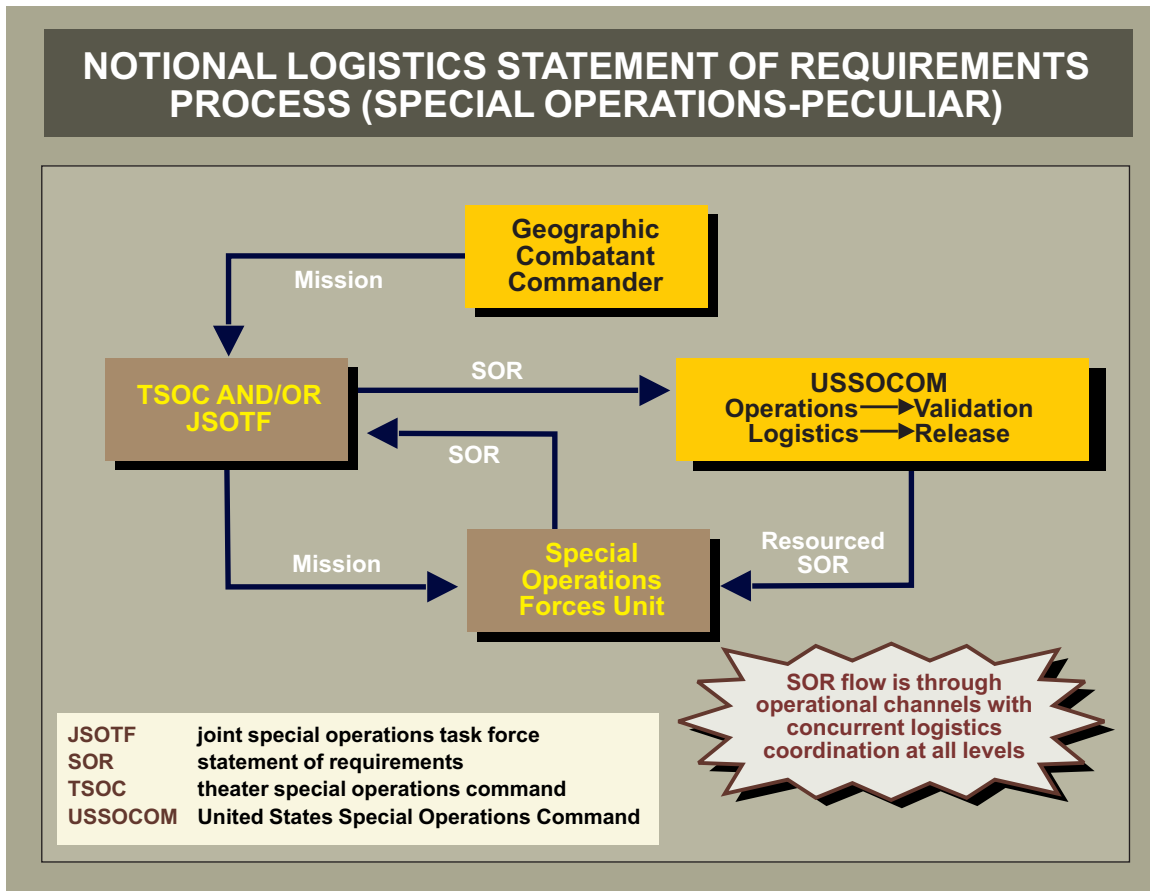 NOTIONAL LOGISTICS STATEMENT OF REQUIREMENTS
PROCESS (SPECIAL OPERATIONS-PECULIAR)
Geographic
Combatant
Commander
Mission
TSOC AND/OR
JSOTF
SOR
USSOCOM
Operations Validation
Logistics Release
SOR
Mission
Special
Operations
Forces Unit
Resourced
SOR
SOR flow is through
operational channels with
concurrent logistics
coordination at all levels
JSOTF joint special operations task force
SOR statement of requirements
TSOC theater special operations command
USSOCOM United States Special Operations Command